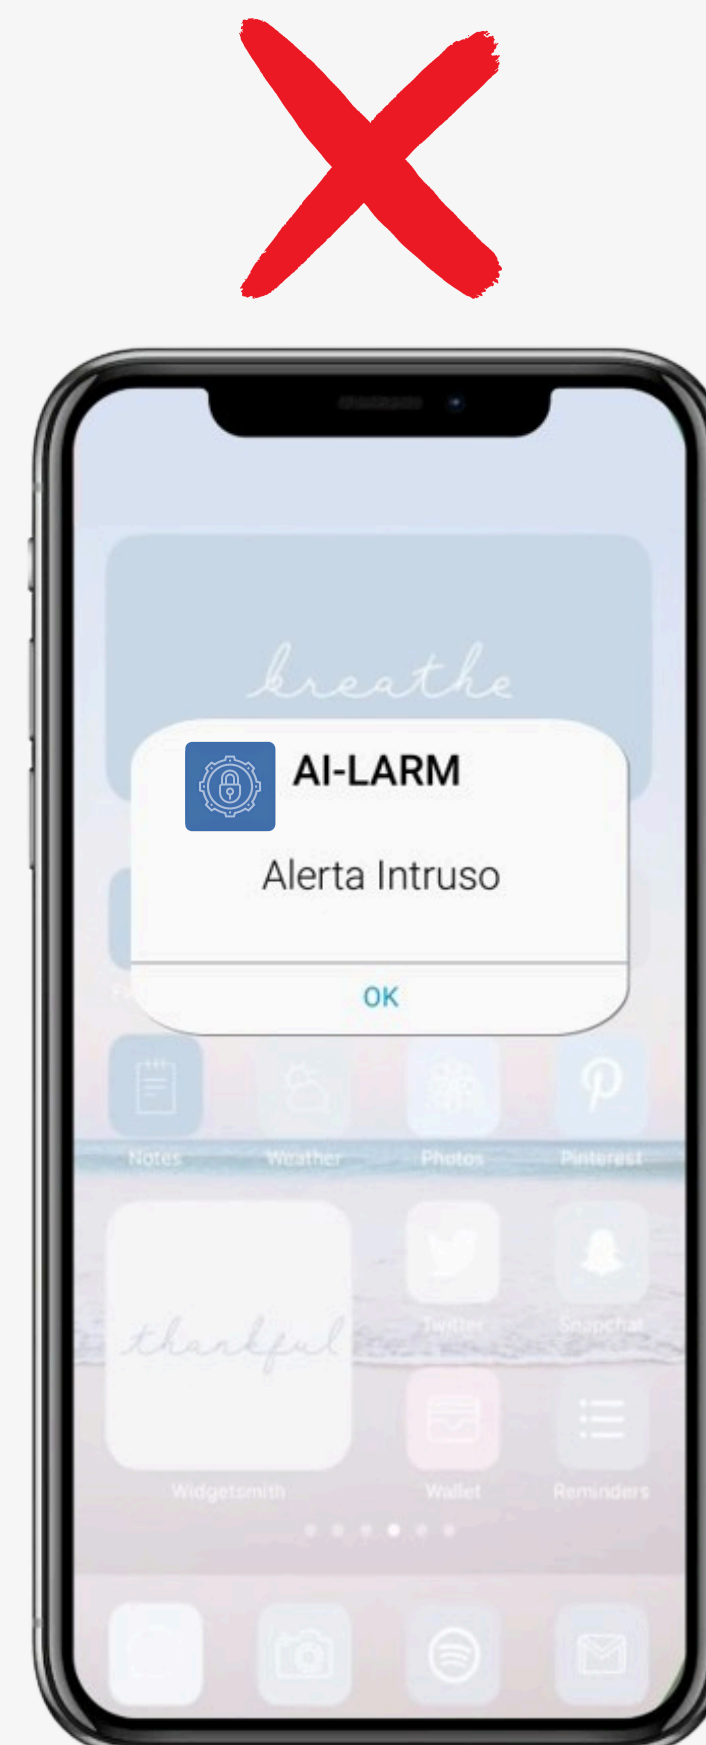 breathe
AI-LARM
Alerta Intruso
OK
Notes Weather Photos Pinterest
Twitter Snapchat
thankful
Widgetsmith Wallet Reminders